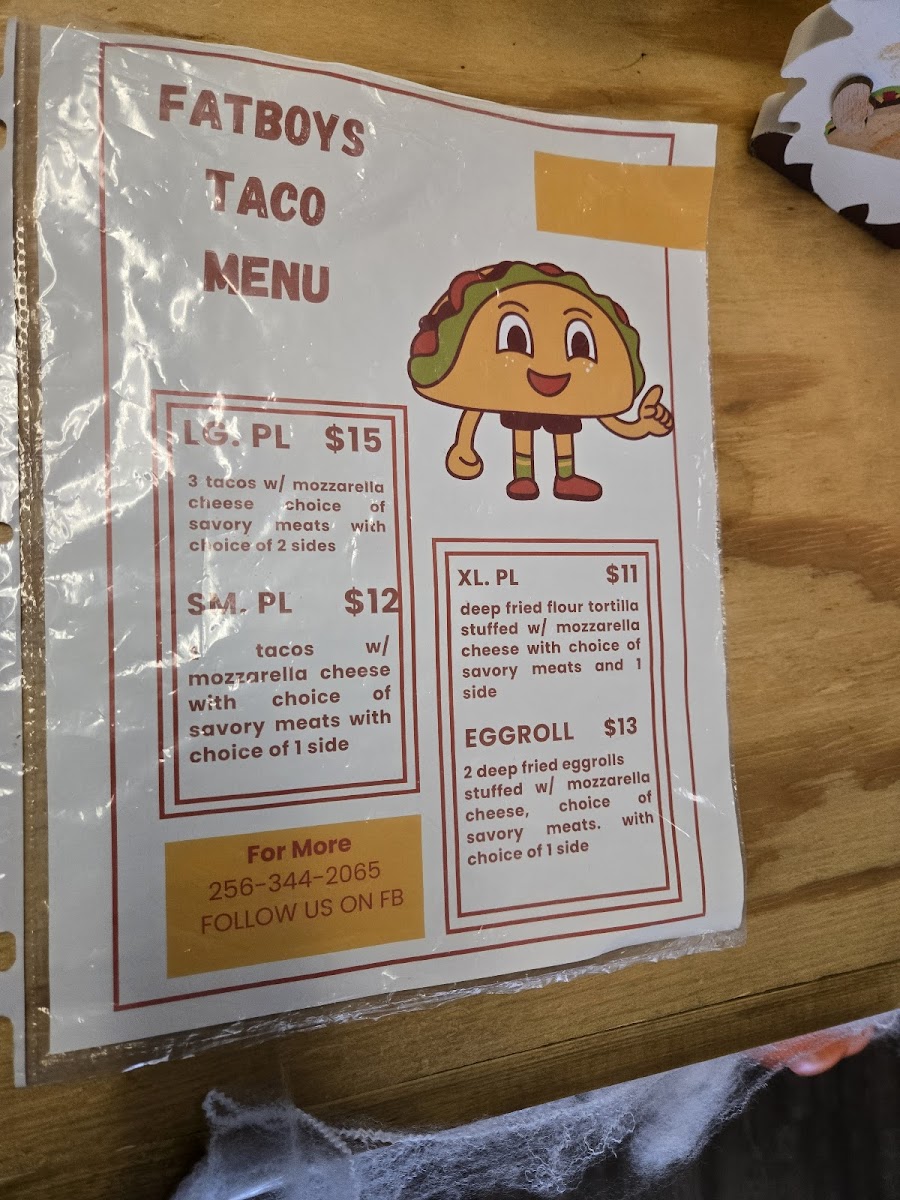 FATBOYS
TACO
MENU
LG. PL $15
3 tacos w/ mozzarella
cheese choice of
savory meats with
choice of 2 sides
SM. PL $12
tacos w/
mozzarella cheese
with choice of
savory meats with
choice of 1 side
XL. PL $11
deep fried flour tortilla
stuffed w/ mozzarella
cheese with choice of
savory meats and 1
side
EGGROLL $13
2 deep fried eggrolls
stuffed w/ mozzarella
cheese, choice of
savory meats. with
choice of 1 side
For More
256-344-2065
FOLLOW US ON FB